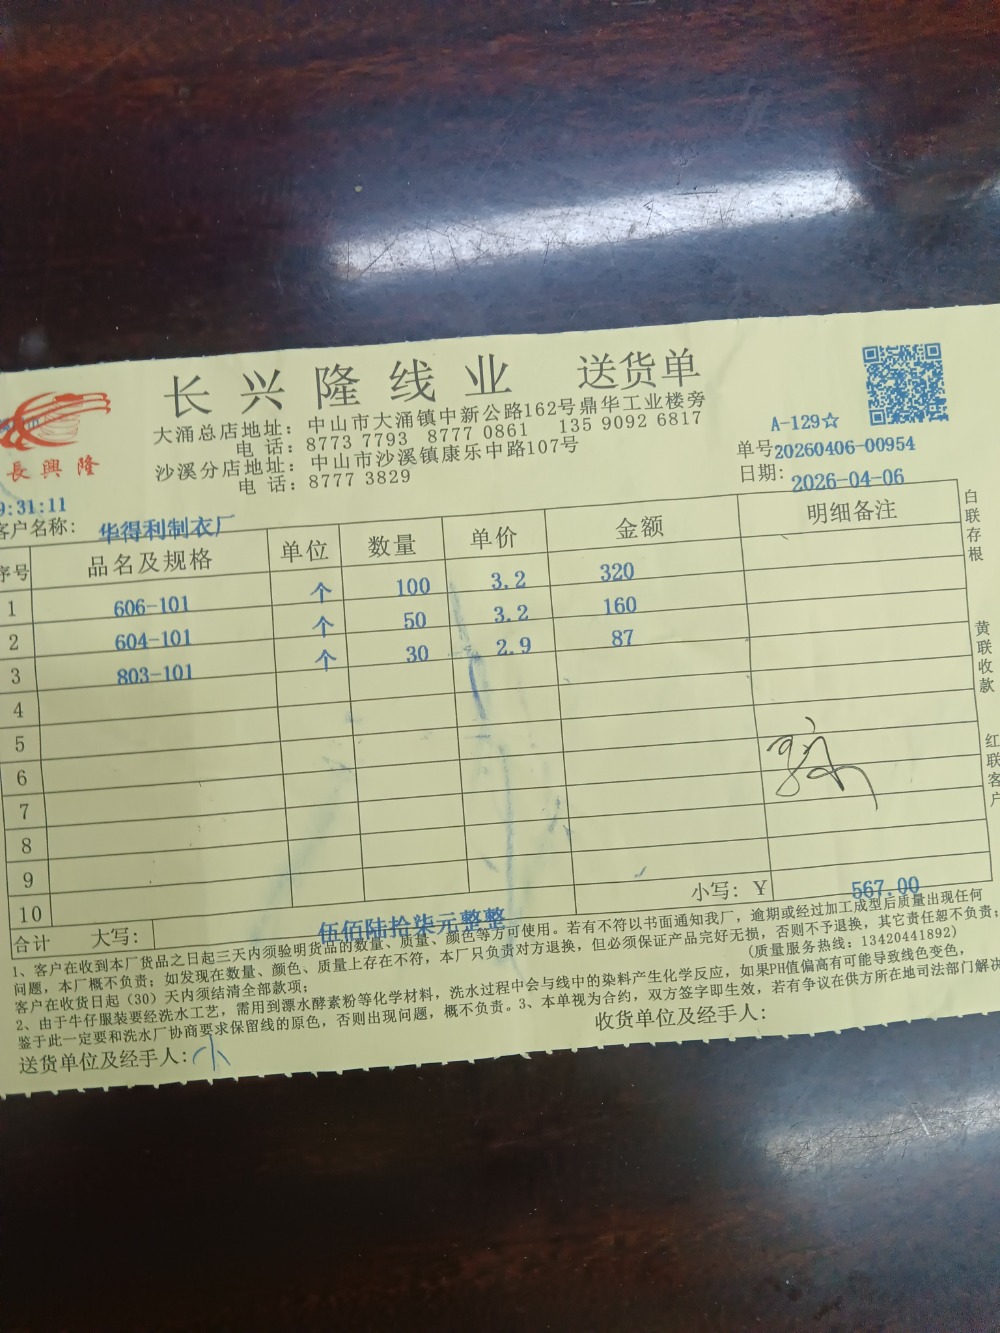 长兴隆线业 送货单
長興隆
大涌总店地址：中山市大涌镇中新公路162号鼎华工业楼旁
电 话：8773 7793 8777 0861 135 9092 6817
沙溪分店地址：中山市沙溪镇康乐中路107号
电 话：8777 3829
A-129☆
单号20260406-00954
日期：2026-04-06
9:31:11
客户名称：华得利制衣厂
序号 品名及规格 单位 数量 单价 金额 明细备注
1 606-101 个 100 3.2 320
2 604-101 个 50 3.2 160
3 803-101 个 30 2.9 87
4
5
6
7
8
9
10 小写：Y 567.00
合计 大写：伍佰陆拾柒元整整
白联存根
黄联收款
红联客户
1、客户在收到本厂货品之日起三天内须验明货品的数量、质量、颜色等方可使用。若有不符以书面通知我厂，逾期或经过加工成型后质量出现任何
问题，本厂概不负责；如发现在数量、颜色、质量上存在不符，本厂只负责对方退换，但必须保证产品完好无损，否则不予退换，其它责任恕不负责；
客户在收货日起（30）天内须结清全部款项；
(质量服务热线：13420441892)
2、由于牛仔服装要经洗水工艺，需用到漂水酵素粉等化学材料，洗水过程中会与线中的染料产生化学反应，如果PH值偏高有可能导致线色变色，
鉴于此一定要和洗水厂协商要求保留线的原色，否则出现问题，概不负责。3、本单视为合约，双方签字即生效，若有争议在供方所在地司法部门解决
送货单位及经手人：小
收货单位及经手人：